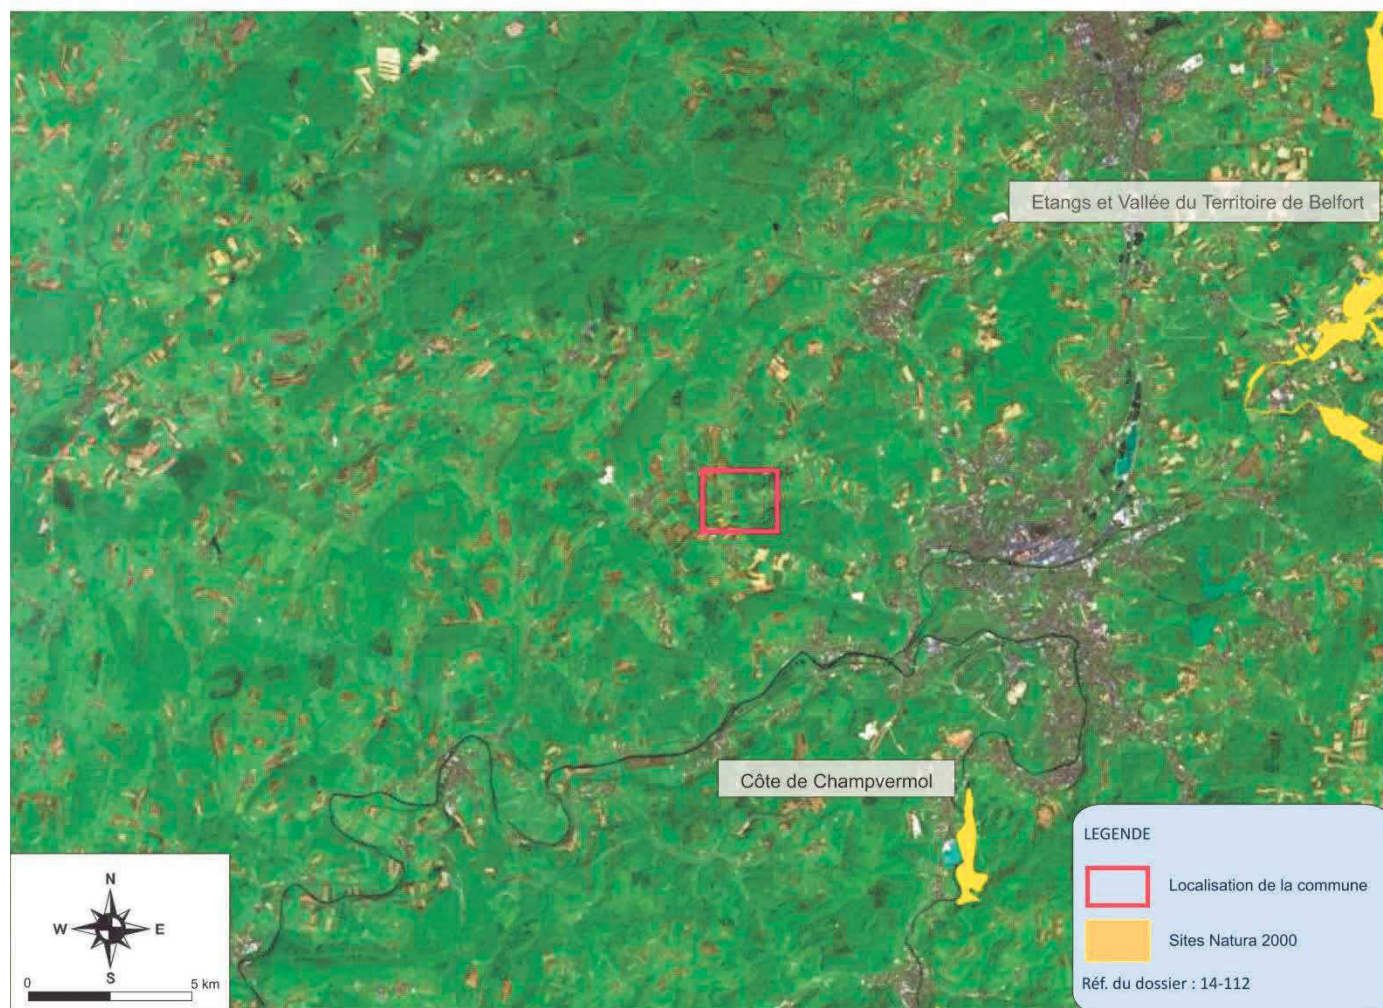 Etangs et Vallée du Territoire de Belfort
Côte de Champvermol
LEGENDE
Localisation de la commune
Sites Natura 2000
Réf. du dossier : 14-112
N
W E
S
0 5 km